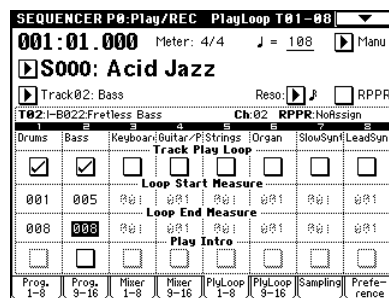 SEQUENCER P0:Play/REC PlayLoop T01-08
001:01.000 Meter: 4/4 ♩ = 108 Manu
S000: Acid Jazz
Track02: Bass Reso: ♪ RPPR
T02:I-B022:Fretless Bass Ch:02 RPPR:NoAssign
1 2 3 4 5 6 7 8
Drums Bass Keyboar Guitar/P Strings Organ SlowSynt LeadSyn
Track Play Loop
Loop Start Measure
001 005 001 001 001 001 001 001
Loop End Measure
008 008 001 001 001 001 001 001
Play Intro
Prog. 1-8 Prog. 9-16 Mixer 1-8 Mixer 9-16 PlyLoop 1-8 PlyLoop 9-16 Sampling Prefe-rence